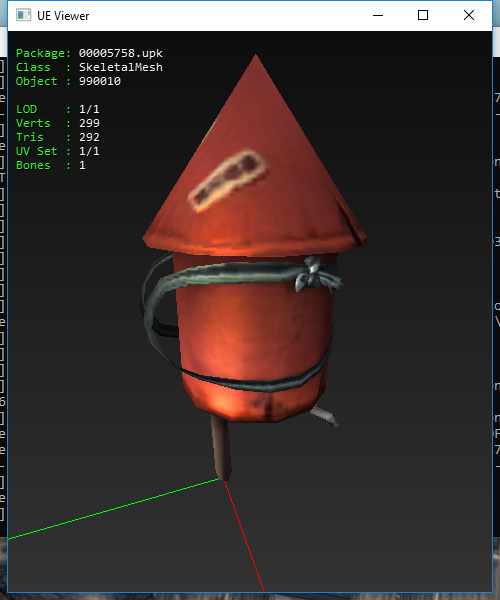 UE Viewer
Package: 00005758.upk
Class : SkeletalMesh
Object : 990010
LOD : 1/1
Verts : 299
Tris : 292
UV Set : 1/1
Bones : 1